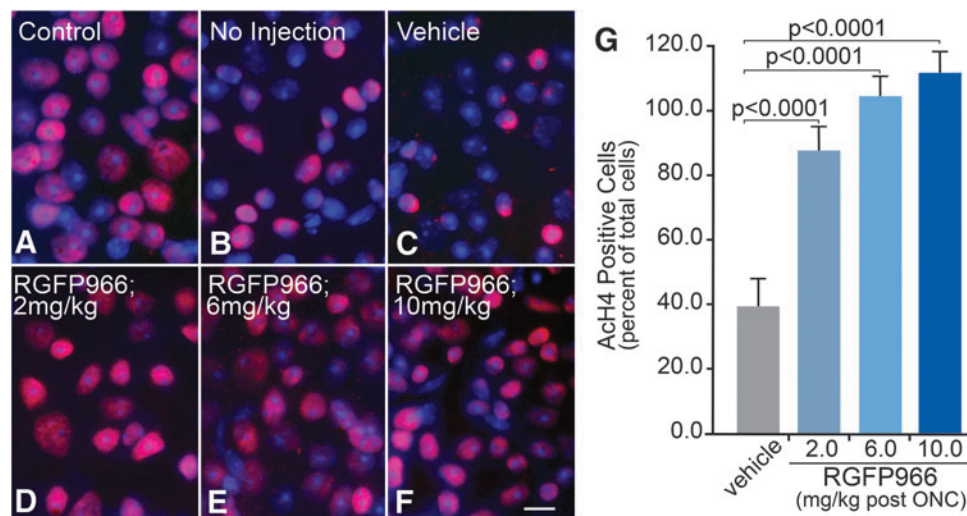 Control
A
No Injection
B
Vehicle
C
RGFP966;
2mg/kg
D
RGFP966;
6mg/kg
E
RGFP966;
10mg/kg
F
G
AcH4 Positive Cells
(percent of total cells)
120.0
100.0
80.0
60.0
40.0
20.0
0.0
p<0.0001
p<0.0001
p<0.0001
vehicle
2.0 6.0 10.0
RGFP966
(mg/kg post ONC)